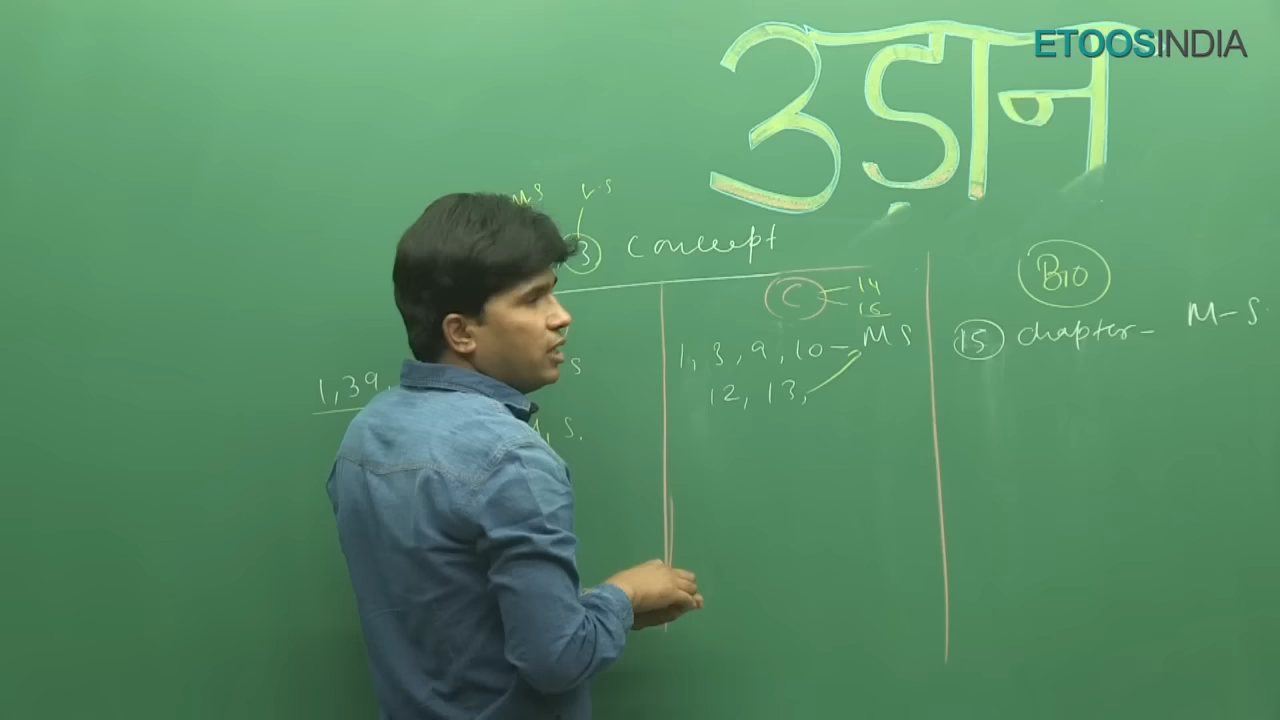 उडान
ETOOSINDIA
M S V.S
3 concept
C 14
15
1, 3, 9, 10 - M S
12, 13,
Bio
15 chapter - M-S.
1, 3 9,
S
S.